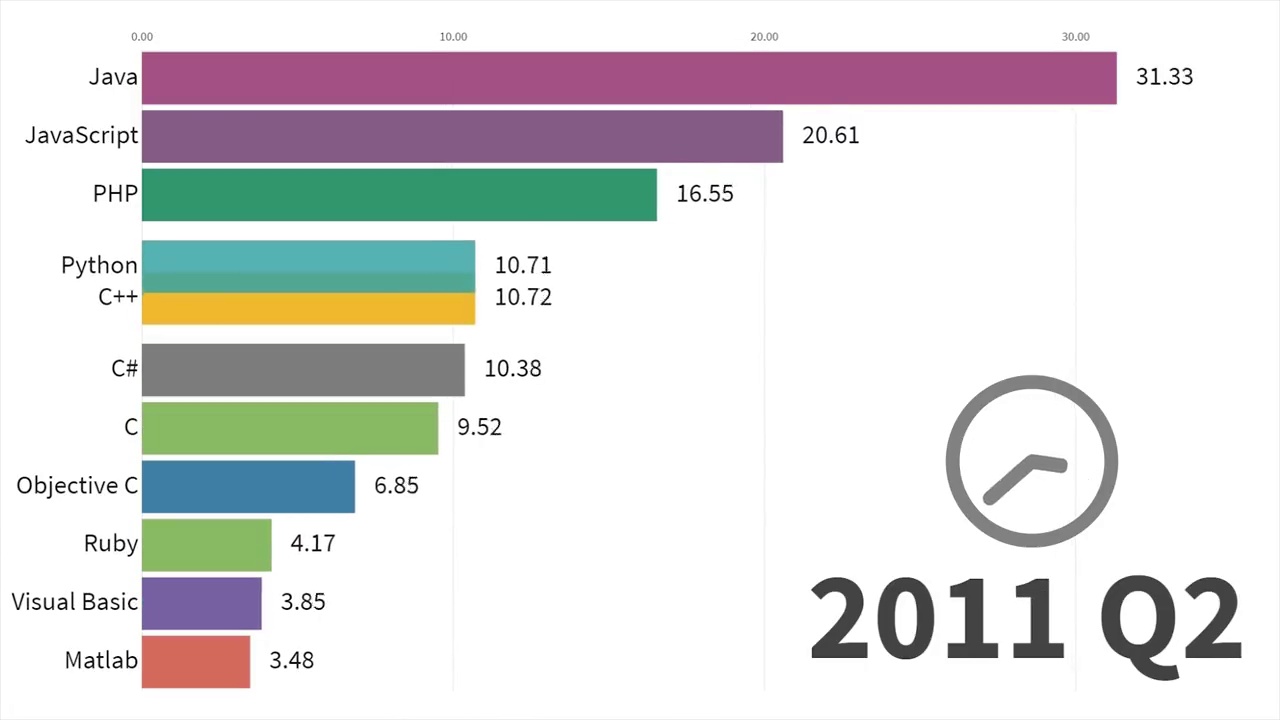 0.00 10.00 20.00 30.00
Java 31.33
JavaScript 20.61
PHP 16.55
Python 10.71
C++ 10.72
C# 10.38
C 9.52
Objective C 6.85
Ruby 4.17
Visual Basic 3.85
Matlab 3.48
2011 Q2